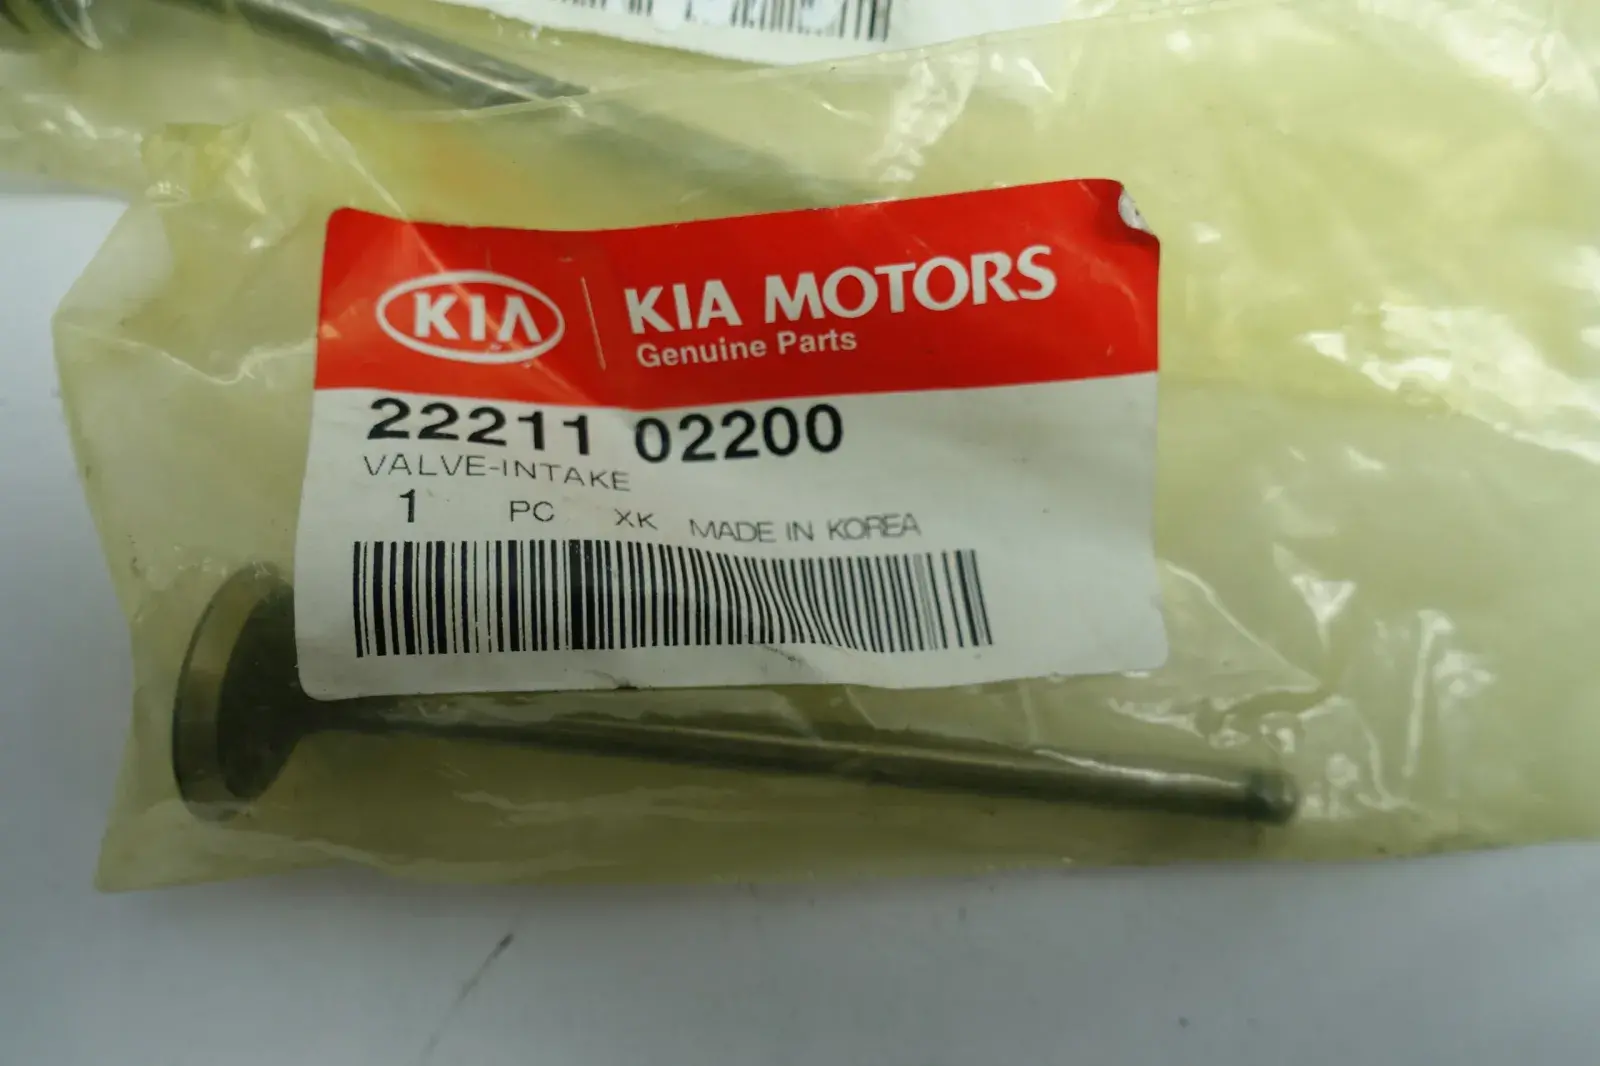 KIA
KIA MOTORS
Genuine Parts
22211 02200
VALVE-INTAKE
1 PC XK MADE IN KOREA